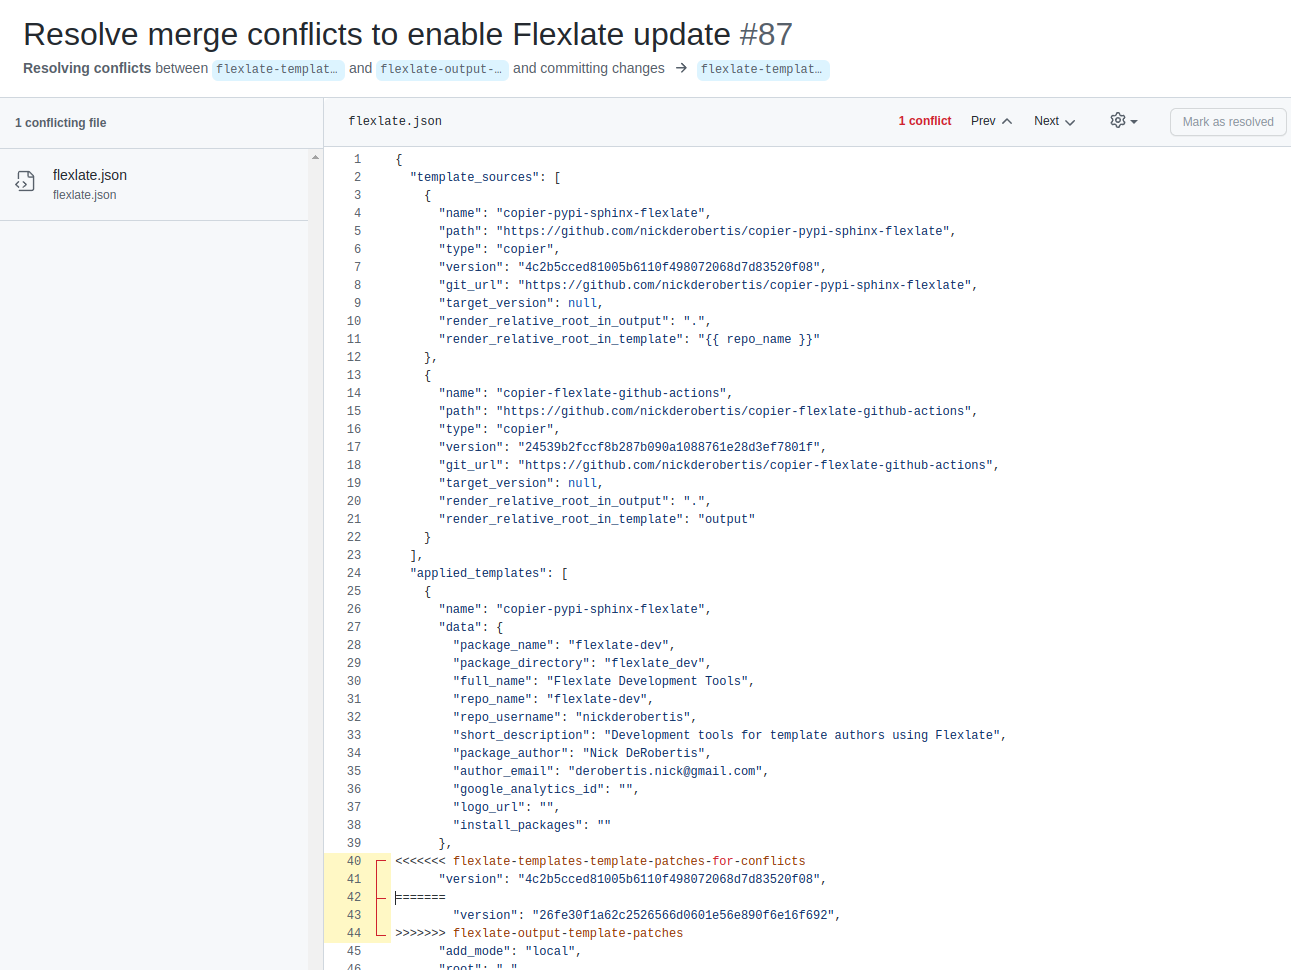 Resolve merge conflicts to enable Flexlate update #87
Resolving conflicts between flexlate-templat… and flexlate-output-… and committing changes → flexlate-templat…
1 conflicting file
flexlate.json
1 conflict Prev Next
Mark as resolved
flexlate.json
flexlate.json
1 {
2   "template_sources": [
3     {
4       "name": "copier-pypi-sphinx-flexlate",
5       "path": "https://github.com/nickderobertis/copier-pypi-sphinx-flexlate",
6       "type": "copier",
7       "version": "4c2b5cced81005b6110f498072068d7d83520f08",
8       "git_url": "https://github.com/nickderobertis/copier-pypi-sphinx-flexlate",
9       "target_version": null,
10       "render_relative_root_in_output": ".",
11       "render_relative_root_in_template": "{{ repo_name }}"
12     },
13     {
14       "name": "copier-flexlate-github-actions",
15       "path": "https://github.com/nickderobertis/copier-flexlate-github-actions",
16       "type": "copier",
17       "version": "24539b2fccf8b287b090a1088761e28d3ef7801f",
18       "git_url": "https://github.com/nickderobertis/copier-flexlate-github-actions",
19       "target_version": null,
20       "render_relative_root_in_output": ".",
21       "render_relative_root_in_template": "output"
22     }
23   ],
24   "applied_templates": [
25     {
26       "name": "copier-pypi-sphinx-flexlate",
27       "data": {
28         "package_name": "flexlate-dev",
29         "package_directory": "flexlate_dev",
30         "full_name": "Flexlate Development Tools",
31         "repo_name": "flexlate-dev",
32         "repo_username": "nickderobertis",
33         "short_description": "Development tools for template authors using Flexlate",
34         "package_author": "Nick DeRobertis",
35         "author_email": "derobertis.nick@gmail.com",
36         "google_analytics_id": "",
37         "logo_url": "",
38         "install_packages": ""
39       },
40 <<<<<<< flexlate-templates-template-patches-for-conflicts
41       "version": "4c2b5cced81005b6110f498072068d7d83520f08",
42 =======
43         "version": "26fe30f1a62c2526566d0601e56e890f6e16f692",
44 >>>>>>> flexlate-output-template-patches
45       "add_mode": "local",
46       "root": "."